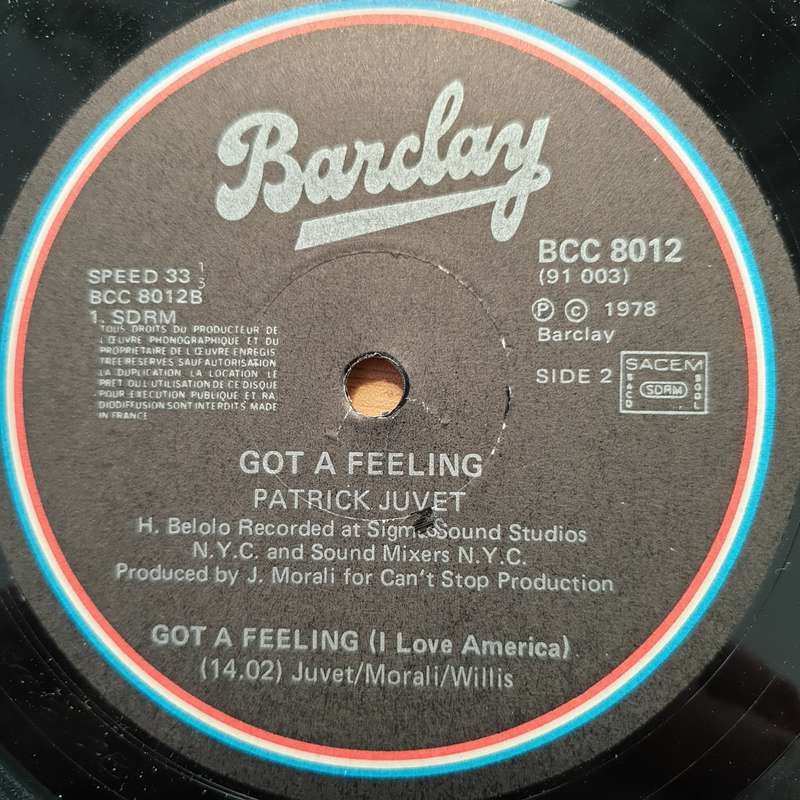 Barclay
BCC 8012
(91 003)
Ⓟ © 1978
Barclay
SIDE 2
SACEM
SACD
SDRM
SGDL
SPEED 33 1/3
BCC 8012B
1. SDRM
TOUS DROITS DU PRODUCTEUR DE
L'ŒUVRE PHONOGRAPHIQUE ET DU
PROPRIETAIRE DE L'ŒUVRE ENREGIS
TREE RESERVES SAUF AUTORISATION
LA DUPLICATION LA LOCATION LE
PRET OU L UTILISATION DE CE DISQUE
POUR EXECUTION PUBLIQUE ET RA
DIODIFFUSION SONT INTERDITS MADE
IN FRANCE
GOT A FEELING
PATRICK JUVET
H. Belolo Recorded at Sigma Sound Studios
N.Y.C. and Sound Mixers N.Y.C.
Produced by J. Morali for Can't Stop Production
GOT A FEELING (I Love America)
(14.02) Juvet/Morali/Willis